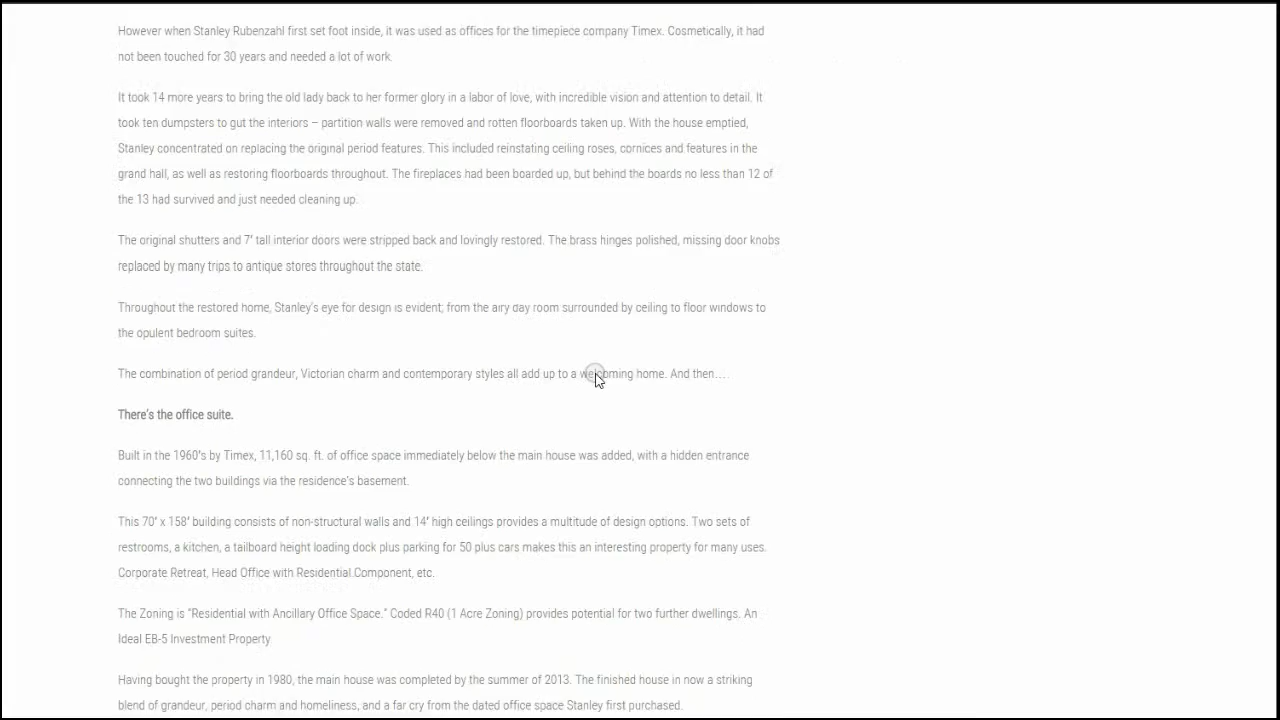 However when Stanley Rubenzahl first set foot inside, it was used as offices for the timepiece company Timex. Cosmetically, it had
not been touched for 30 years and needed a lot of work.
It took 14 more years to bring the old lady back to her former glory in a labor of love, with incredible vision and attention to detail. It
took ten dumpsters to gut the interiors – partition walls were removed and rotten floorboards taken up. With the house emptied,
Stanley concentrated on replacing the original period features. This included reinstating ceiling roses, cornices and features in the
grand hall, as well as restoring floorboards throughout. The fireplaces had been boarded up, but behind the boards no less than 12 of
the 13 had survived and just needed cleaning up.
The original shutters and 7′ tall interior doors were stripped back and lovingly restored. The brass hinges polished, missing door knobs
replaced by many trips to antique stores throughout the state.
Throughout the restored home, Stanley's eye for design is evident; from the airy day room surrounded by ceiling to floor windows to
the opulent bedroom suites.
The combination of period grandeur, Victorian charm and contemporary styles all add up to a welcoming home. And then….
There's the office suite.
Built in the 1960's by Timex, 11,160 sq. ft. of office space immediately below the main house was added, with a hidden entrance
connecting the two buildings via the residence's basement.
This 70′ x 158′ building consists of non-structural walls and 14′ high ceilings provides a multitude of design options. Two sets of
restrooms, a kitchen, a tailboard height loading dock plus parking for 50 plus cars makes this an interesting property for many uses.
Corporate Retreat, Head Office with Residential Component, etc.
The Zoning is “Residential with Ancillary Office Space.” Coded R40 (1 Acre Zoning) provides potential for two further dwellings. An
Ideal EB-5 Investment Property
Having bought the property in 1980, the main house was completed by the summer of 2013. The finished house in now a striking
blend of grandeur, period charm and homeliness, and a far cry from the dated office space Stanley first purchased.